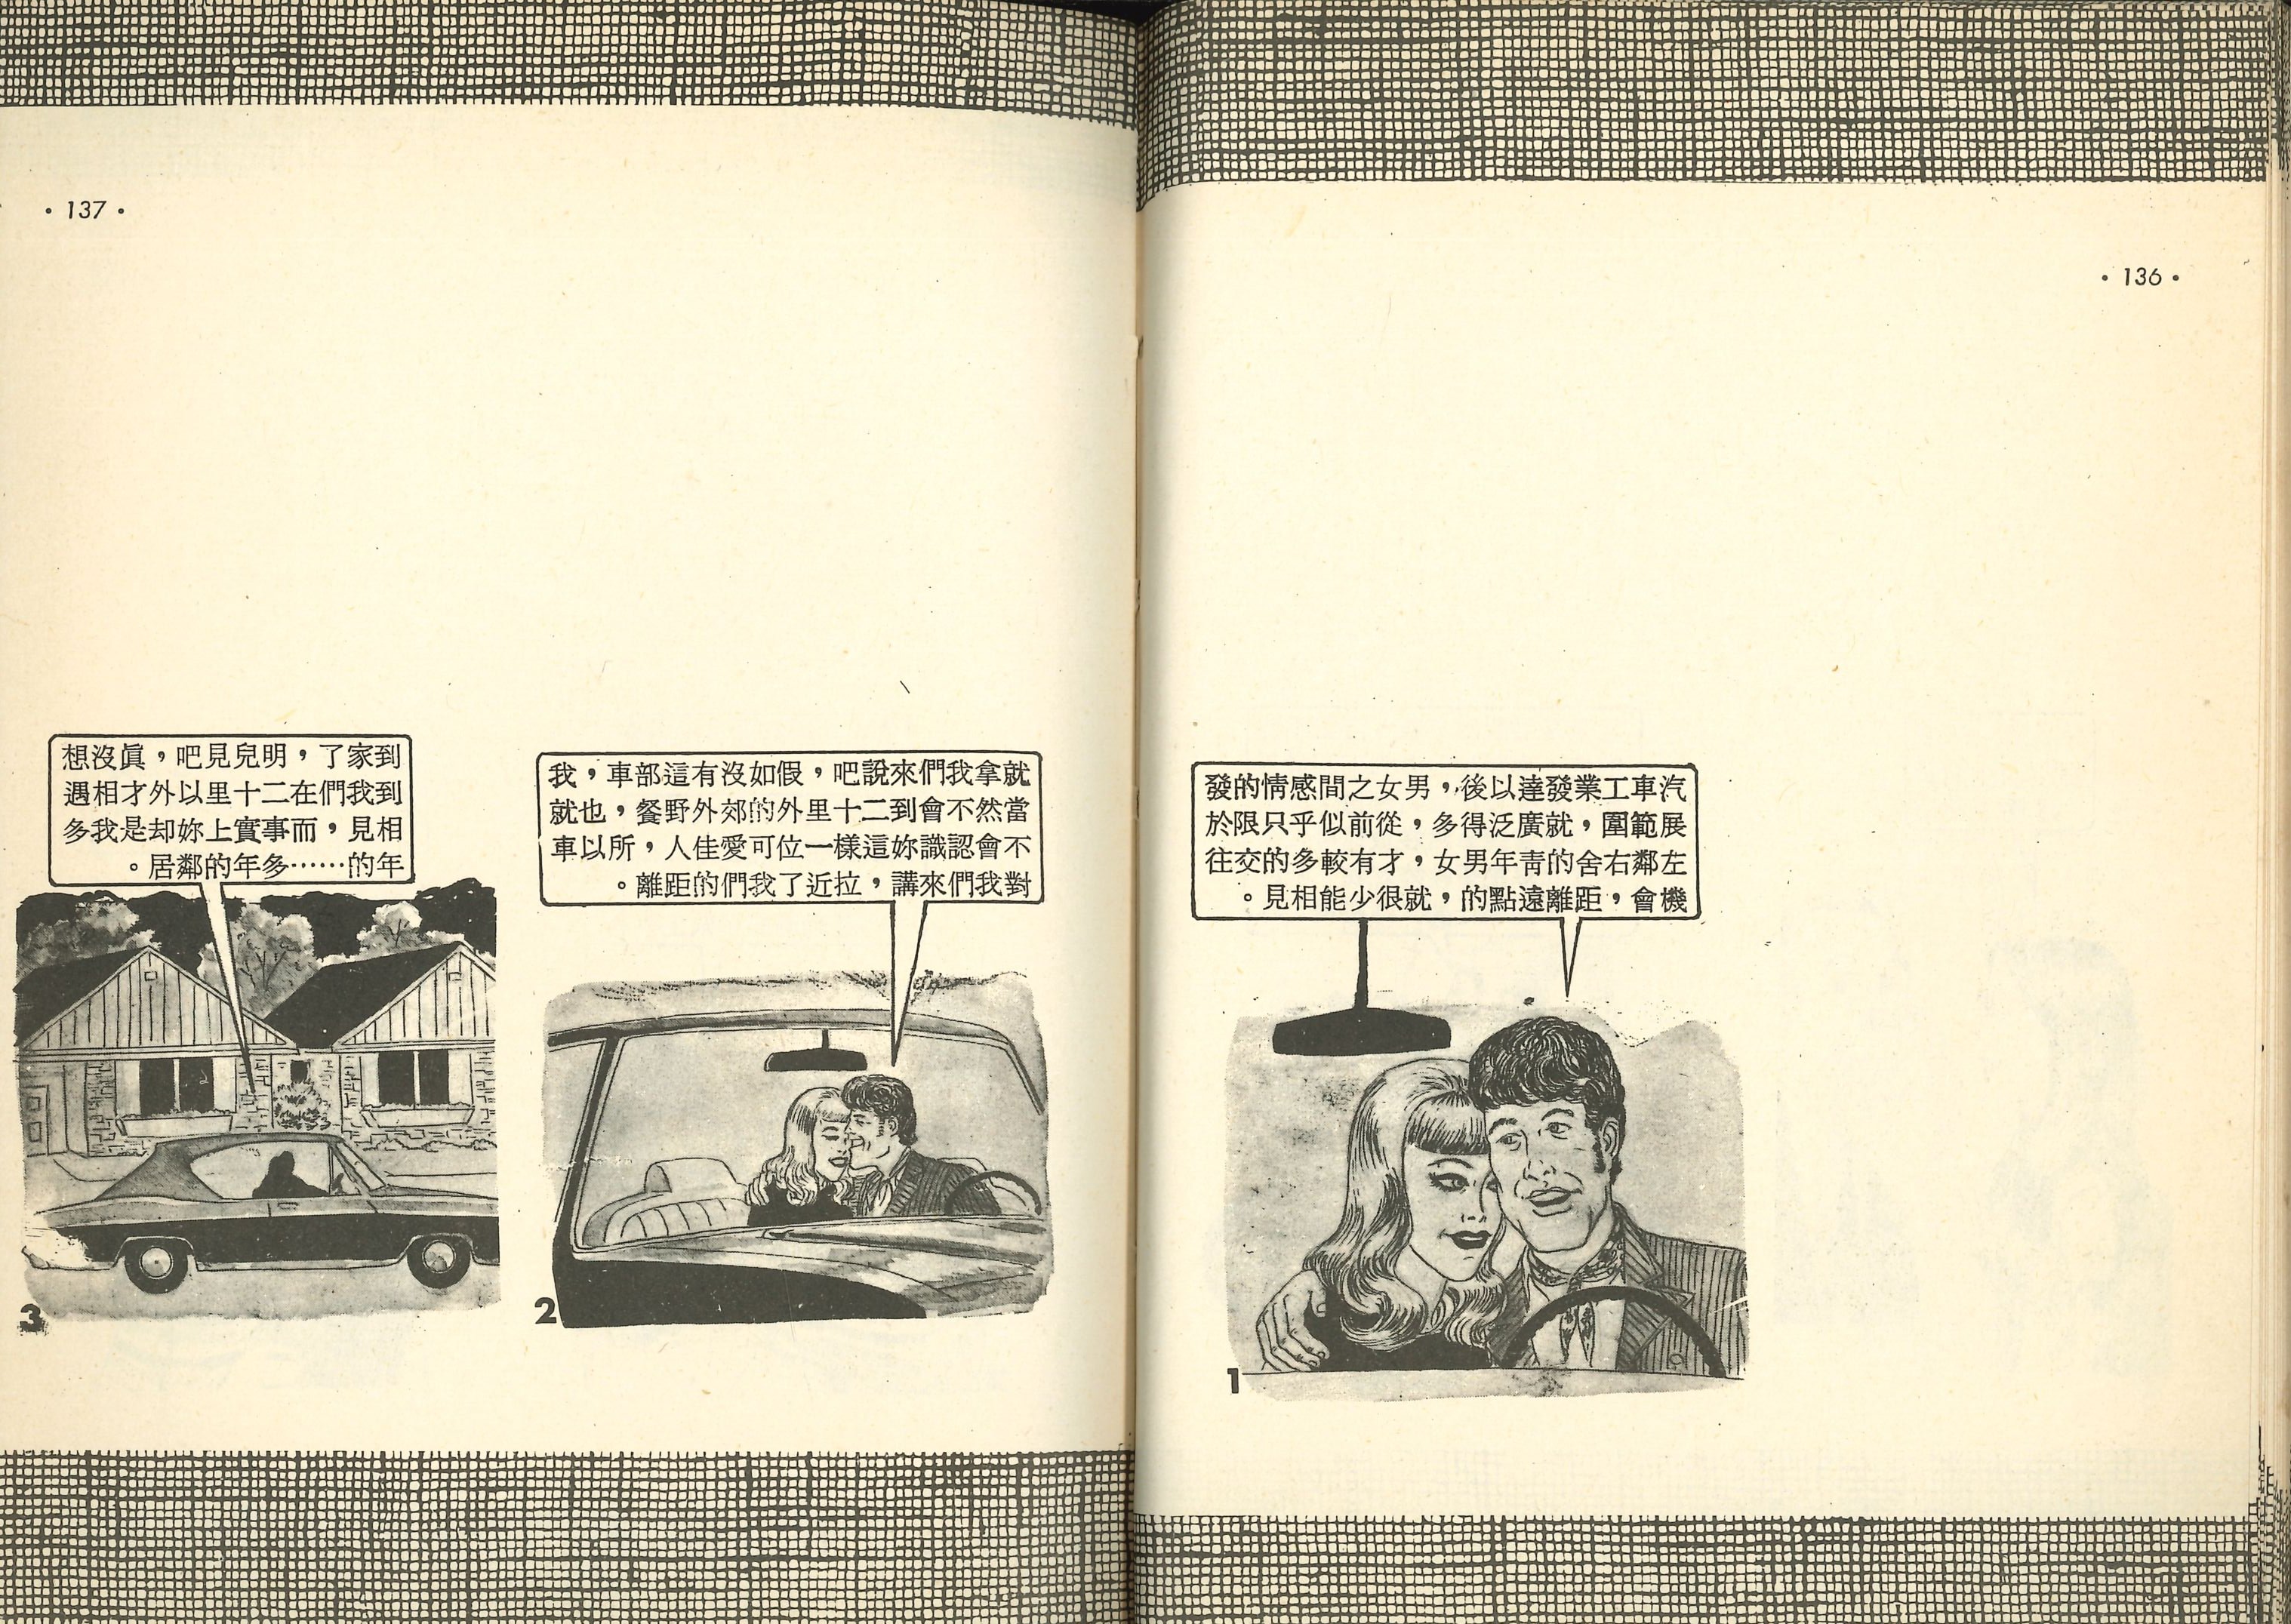 • 136 •
汽車工業發達以後，男女之間感情的發
展範圍，就廣泛得多，從前似乎只限於
左鄰右舍的青年男女，才有較多的交往
機會，距離遠點的，就很少能相見。
1
• 137 •
就拿我們來說吧，假如沒有這部車，我
當然不會到二十里外的郊外野餐，也就
不會認識妳這樣一位可愛佳人，所以車
對我們來講，拉近了我們的距離。
2
到家了，明兒見吧，眞沒想
到我們在二十里以外才相遇
相見，而事實上妳却是我多
年的……多年的鄰居。
3